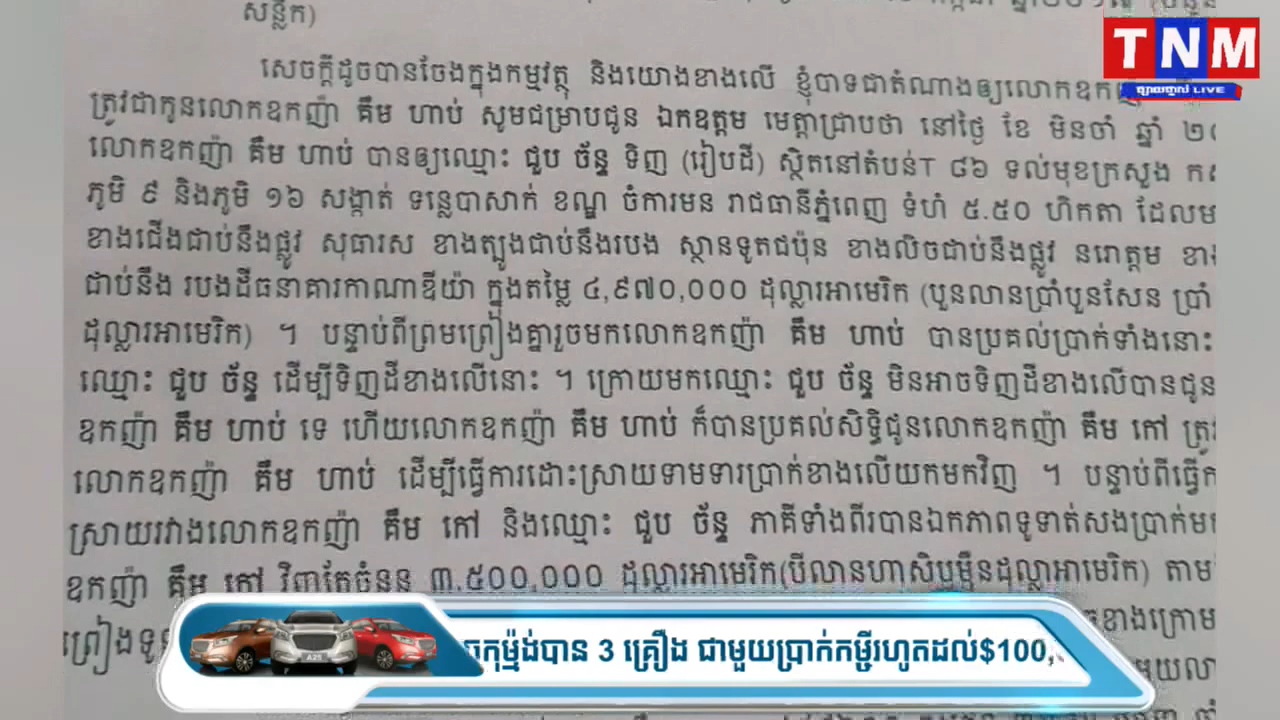 សន្លឹក)
TNM
ផ្សាយផ្ទាល់ LIVE
សេចក្តីដូចបានចែងក្នុងកម្មវត្ថុ និងយោងខាងលើ ខ្ញុំបាទជាតំណាងឲ្យលោកឧកញ៉ា
ត្រូវជាកូនលោកឧកញ៉ា គឹម ហាប់ សូមជម្រាបជូន ឯកឧត្តម មេត្តាជ្រាបថា នៅថ្ងៃ ខែ មិនចាំ ឆ្នាំ
លោកឧកញ៉ា គឹម ហាប់ បានឲ្យឈ្មោះ ជួប ច័ន្ទ ទិញ (រៀបដី) ស្ថិតនៅតំបន់T ៨៦ ទល់មុខក្រសួង
ភូមិ ៩ និងភូមិ ១៦ សង្កាត់ ទន្លេបាសាក់ ខណ្ឌ ចំការមន រាជធានីភ្នំពេញ ទំហំ ៥.៥០ ហិកតា ដែលម
ខាងជើងជាប់នឹងផ្លូវ សុធារស ខាងត្បូងជាប់នឹងរបង ស្ថានទូតជប៉ុន ខាងលិចជាប់នឹងផ្លូវ នរោត្តម ខាង
ជាប់នឹង របងដីធនាគារកាណាឌីយ៉ា ក្នុងតម្លៃ ៤,៩៧០,០០០ ដុល្លារអាមេរិក (បួនលានប្រាំបួនសែន ប្រាំ
ដុល្លារអាមេរិក) ។ បន្ទាប់ពីព្រមព្រៀងគ្នារួចមកលោកឧកញ៉ា គឹម ហាប់ បានប្រគល់ប្រាក់ទាំងនោះ
ឈ្មោះ ជួប ច័ន្ទ ដើម្បីទិញដីខាងលើនោះ ។ ក្រោយមកឈ្មោះ ជួប ច័ន្ទ មិនអាចទិញដីខាងលើបានជូន
ឧកញ៉ា គឹម ហាប់ ទេ ហើយលោកឧកញ៉ា គឹម ហាប់ ក៏បានប្រគល់សិទ្ធិជូនលោកឧកញ៉ា គឹម កៅ ត្រូវ
លោកឧកញ៉ា គឹម ហាប់ ដើម្បីធ្វើការដោះស្រាយទាមទារប្រាក់ខាងលើយកមកវិញ ។ បន្ទាប់ពីធ្វើក
ស្រាយរវាងលោកឧកញ៉ា គឹម កៅ និងឈ្មោះ ជួប ច័ន្ទ ភាគីទាំងពីរបានឯកភាពទូទាត់សងប្រាក់មក
ឧកញ៉ា គឹម កៅ វិញតែចំនួន ៣.៥០០,០០០ ដុល្លារអាមេរិក(បីលានហាសិបម៉ឺនដុល្លាអាមេរិក) តាម
ព្រៀងទូទ
ខាងក្រោម
A25
កុម្ម៉ង់បាន 3 គ្រឿង ជាមួយប្រាក់កម្ជីរហូតដល់$100,